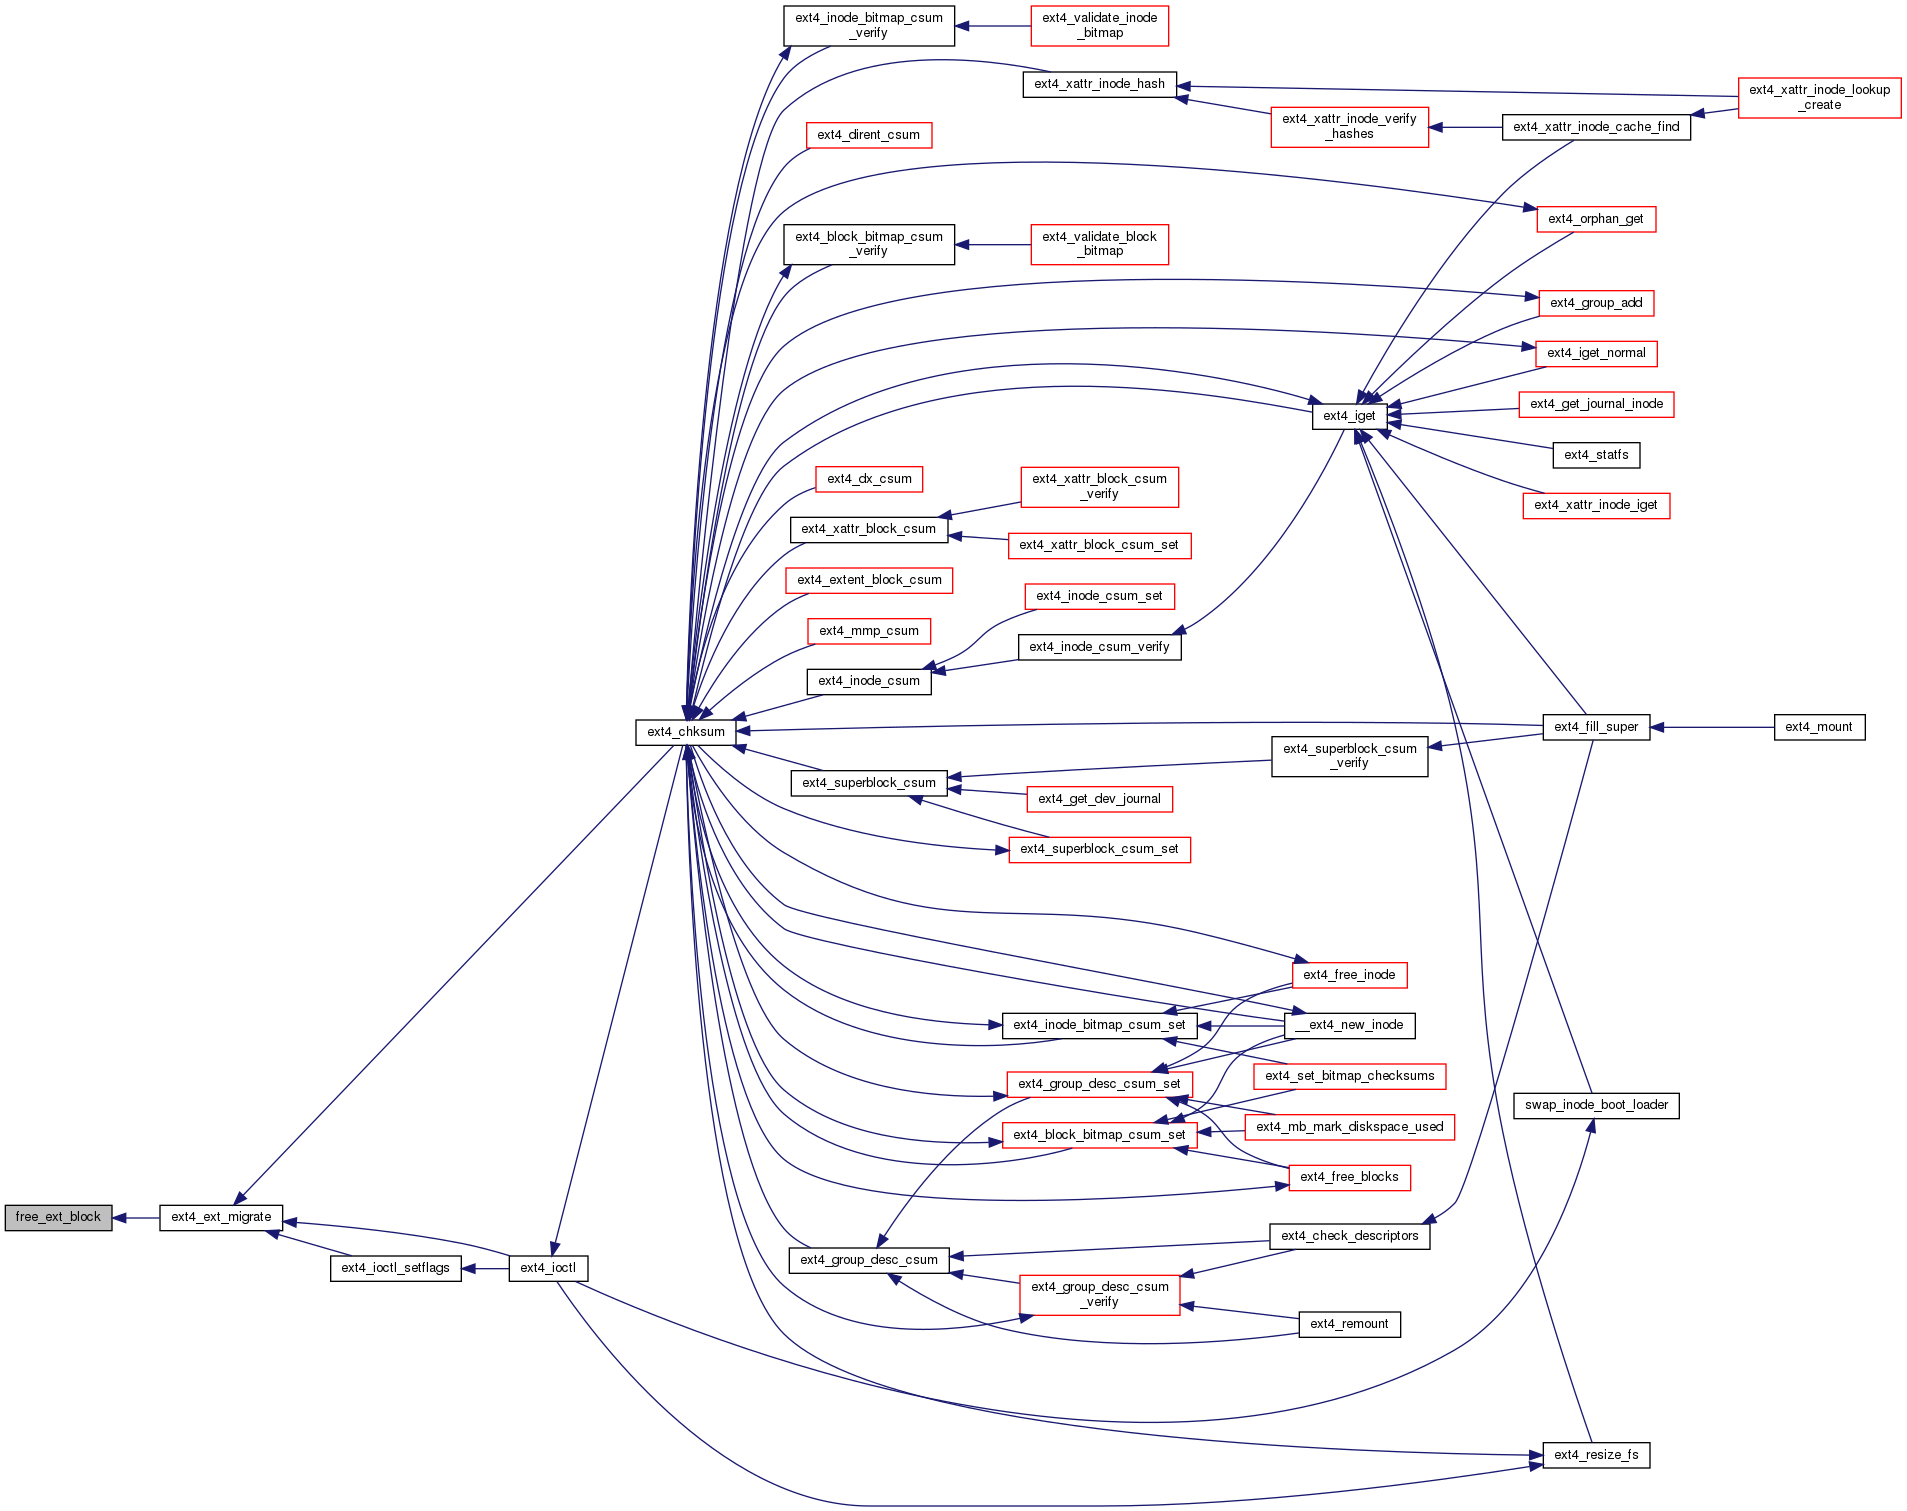 ext4_inode_bitmap_csum
_verify
ext4_validate_inode
_bitmap
ext4_xattr_inode_hash
ext4_xattr_inode_lookup
_create
ext4_xattr_inode_verify
_hashes
ext4_xattr_inode_cache_find
ext4_dirent_csum
ext4_orphan_get
ext4_block_bitmap_csum
_verify
ext4_validate_block
_bitmap
ext4_group_add
ext4_iget_normal
ext4_get_journal_inode
ext4_iget
ext4_statfs
ext4_dx_csum
ext4_xattr_block_csum
_verify
ext4_xattr_inode_iget
ext4_xattr_block_csum
ext4_xattr_block_csum_set
ext4_extent_block_csum
ext4_inode_csum_set
ext4_mmp_csum
ext4_inode_csum_verify
ext4_inode_csum
ext4_chksum
ext4_fill_super
ext4_mount
ext4_superblock_csum
_verify
ext4_superblock_csum
ext4_get_dev_journal
ext4_superblock_csum_set
ext4_free_inode
ext4_inode_bitmap_csum_set
__ext4_new_inode
ext4_set_bitmap_checksums
ext4_group_desc_csum_set
swap_inode_boot_loader
ext4_mb_mark_diskspace_used
ext4_block_bitmap_csum_set
ext4_free_blocks
free_ext_block
ext4_ext_migrate
ext4_check_descriptors
ext4_group_desc_csum
ext4_ioctl_setflags
ext4_ioctl
ext4_group_desc_csum
_verify
ext4_remount
ext4_resize_fs